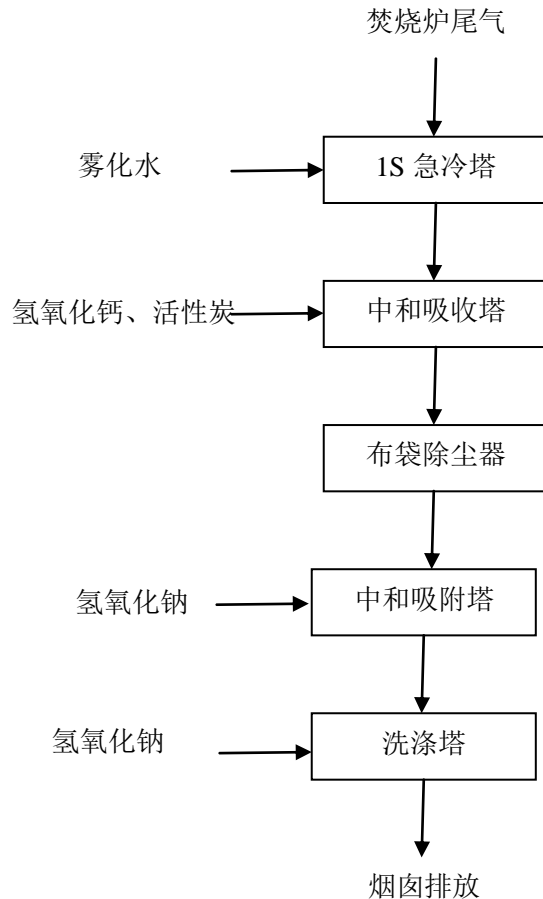 焚烧炉尾气
雾化水
1S 急冷塔
氢氧化钙、活性炭
中和吸收塔
布袋除尘器
氢氧化钠
中和吸附塔
氢氧化钠
洗涤塔
烟囱排放